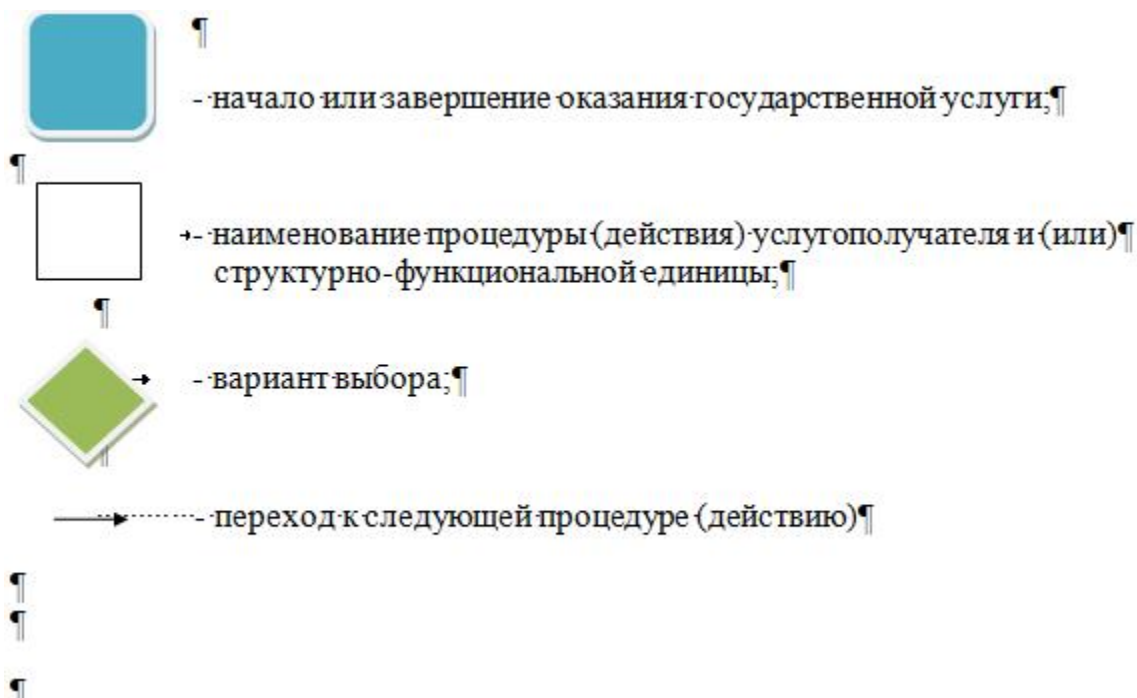 ¶
- начало или завершение оказания государственной услуги;¶
¶
- наименование процедуры (действия) услугополучателя и (или)¶
структурно-функциональной единицы;¶
¶
- вариант выбора;¶
¶
- переход к следующей процедуре (действию)¶
¶
¶
¶